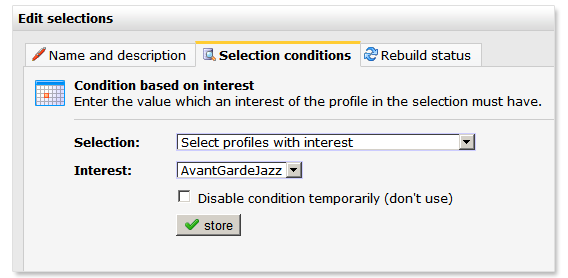 Edit selections
Name and description Selection conditions Rebuild status
Condition based on interest
Enter the value which an interest of the profile in the selection must have.
Selection: Select profiles with interest
Interest: AvantGardeJazz
Disable condition temporarily (don't use)
store